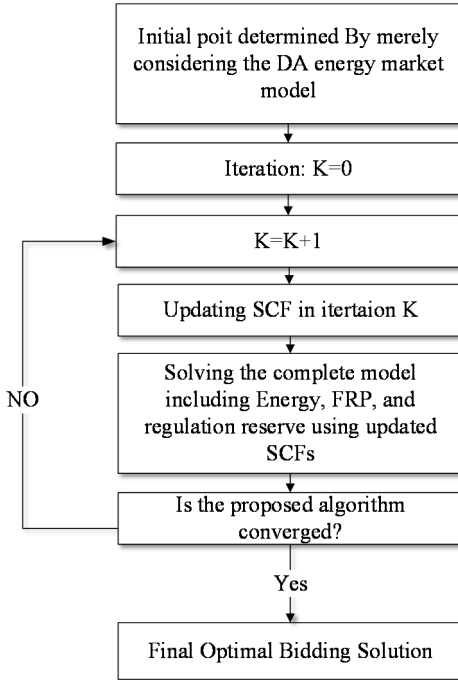 Initial poit determined By merely
considering the DA energy market
model
Iteration: K=0
K=K+1
Updating SCF in itertaion K
Solving the complete model
including Energy, FRP, and
regulation reserve using updated
SCFs
NO
Is the proposed algorithm
converged?
Yes
Final Optimal Bidding Solution